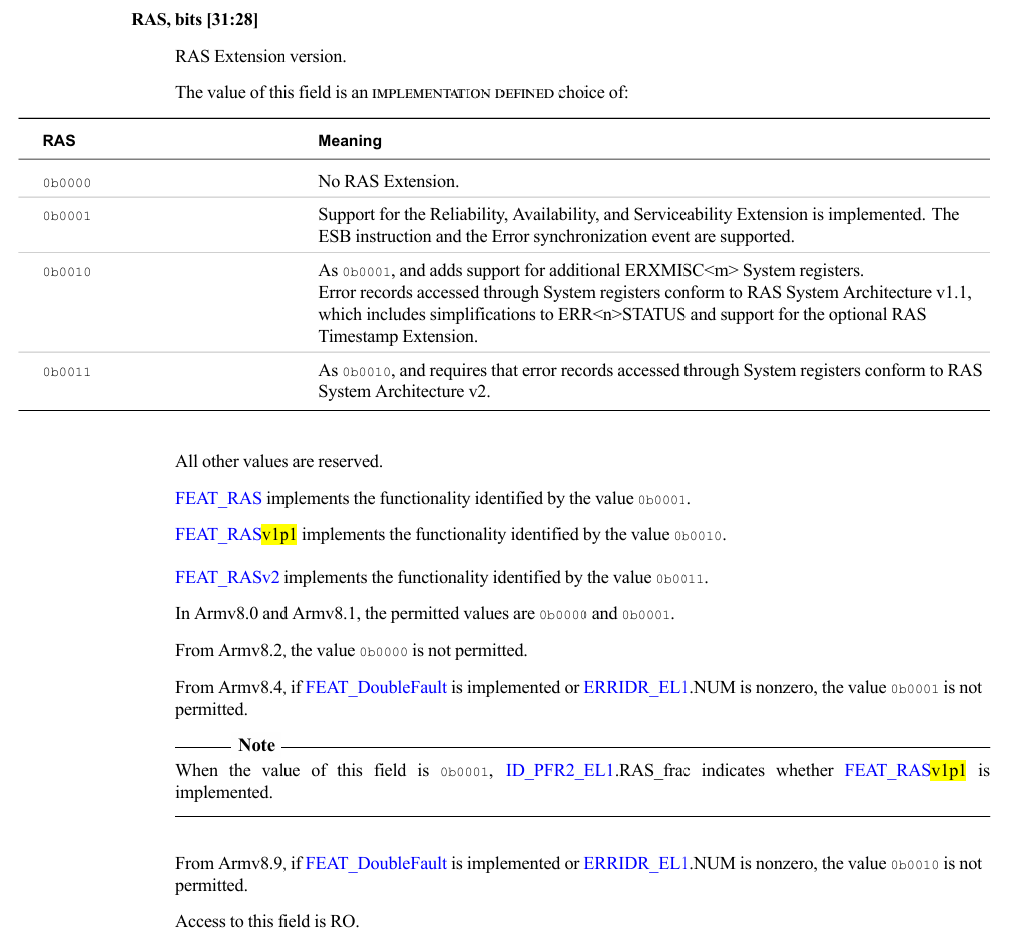 RAS, bits [31:28]
RAS Extension version.
The value of this field is an IMPLEMENTATION DEFINED choice of:
RAS Meaning
0b0000 No RAS Extension.
0b0001 Support for the Reliability, Availability, and Serviceability Extension is implemented. The
ESB instruction and the Error synchronization event are supported.
0b0010 As 0b0001, and adds support for additional ERXMISC<m> System registers.
Error records accessed through System registers conform to RAS System Architecture v1.1,
which includes simplifications to ERR<n>STATUS and support for the optional RAS
Timestamp Extension.
0b0011 As 0b0010, and requires that error records accessed through System registers conform to RAS
System Architecture v2.
All other values are reserved.
FEAT_RAS implements the functionality identified by the value 0b0001.
FEAT_RASv1p1 implements the functionality identified by the value 0b0010.
FEAT_RASv2 implements the functionality identified by the value 0b0011.
In Armv8.0 and Armv8.1, the permitted values are 0b0000 and 0b0001.
From Armv8.2, the value 0b0000 is not permitted.
From Armv8.4, if FEAT_DoubleFault is implemented or ERRIDR_EL1.NUM is nonzero, the value 0b0001 is not
permitted.
Note
When the value of this field is 0b0001, ID_PFR2_EL1.RAS_frac indicates whether FEAT_RASv1p1 is
implemented.
From Armv8.9, if FEAT_DoubleFault is implemented or ERRIDR_EL1.NUM is nonzero, the value 0b0010 is not
permitted.
Access to this field is RO.